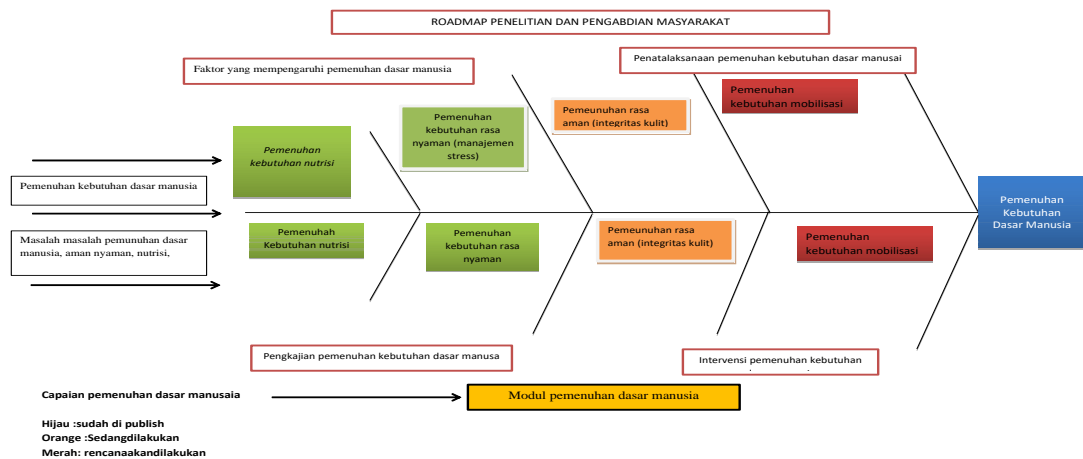 ROADMAP PENELITIAN DAN PENGABDIAN MASYARAKAT
Faktor yang mempengaruhi pemenuhan dasar manusia
Penatalaksanaan pemenuhan kebutuhan dasar manusai
Pemenuhan
kebutuhan nutrisi
Pemenuhan
kebutuhan rasa
nyaman (manajemen
stress)
Pemeunuhan rasa
aman (integritas kulit)
Pemenuhan
kebutuhan mobilisasi
Pemenuhan kebutuhan dasar manusia
Masalah masalah pemunuhan dasar
manusia, aman nyaman, nutrisi,
Pemenuhah
Kebutuhan nutrisi
Pemenuhan
kebutuhan rasa
nyaman
Pemeunuhan rasa
aman (integritas kulit)
Pemenuhan
kebutuhan mobilisasi
Pemenuhan
Kebutuhan
Dasar Manusia
Pengkajian pemenuhan kebutuhan dasar manusa
Intervensi pemenuhan kebutuhan
Capaian pemenuhan dasar manusaia
Modul pemenuhan dasar manusia
Hijau :sudah di publish
Orange :Sedangdilakukan
Merah: rencanaakandilakukan